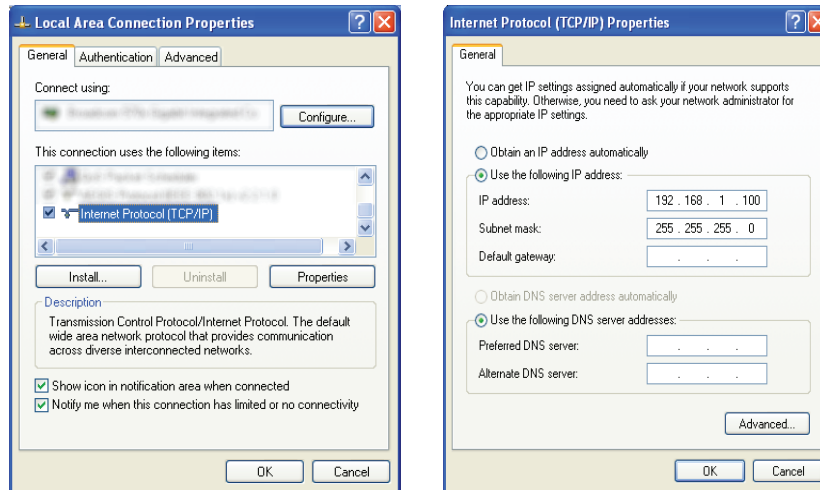 Local Area Connection Properties
General Authentication Advanced
Connect using:
Configure...
This connection uses the following items:
Internet Protocol (TCP/IP)
Install... Uninstall Properties
Description
Transmission Control Protocol/Internet Protocol. The default
wide area network protocol that provides communication
across diverse interconnected networks.
Show icon in notification area when connected
Notify me when this connection has limited or no connectivity
OK Cancel
Internet Protocol (TCP/IP) Properties
General
You can get IP settings assigned automatically if your network supports
this capability. Otherwise, you need to ask your network administrator for
the appropriate IP settings.
Obtain an IP address automatically
Use the following IP address:
IP address: 192 . 168 . 1 . 100
Subnet mask: 255 . 255 . 255 . 0
Default gateway: . . .
Obtain DNS server address automatically
Use the following DNS server addresses:
Preferred DNS server: . . .
Alternate DNS server: . . .
Advanced...
OK Cancel